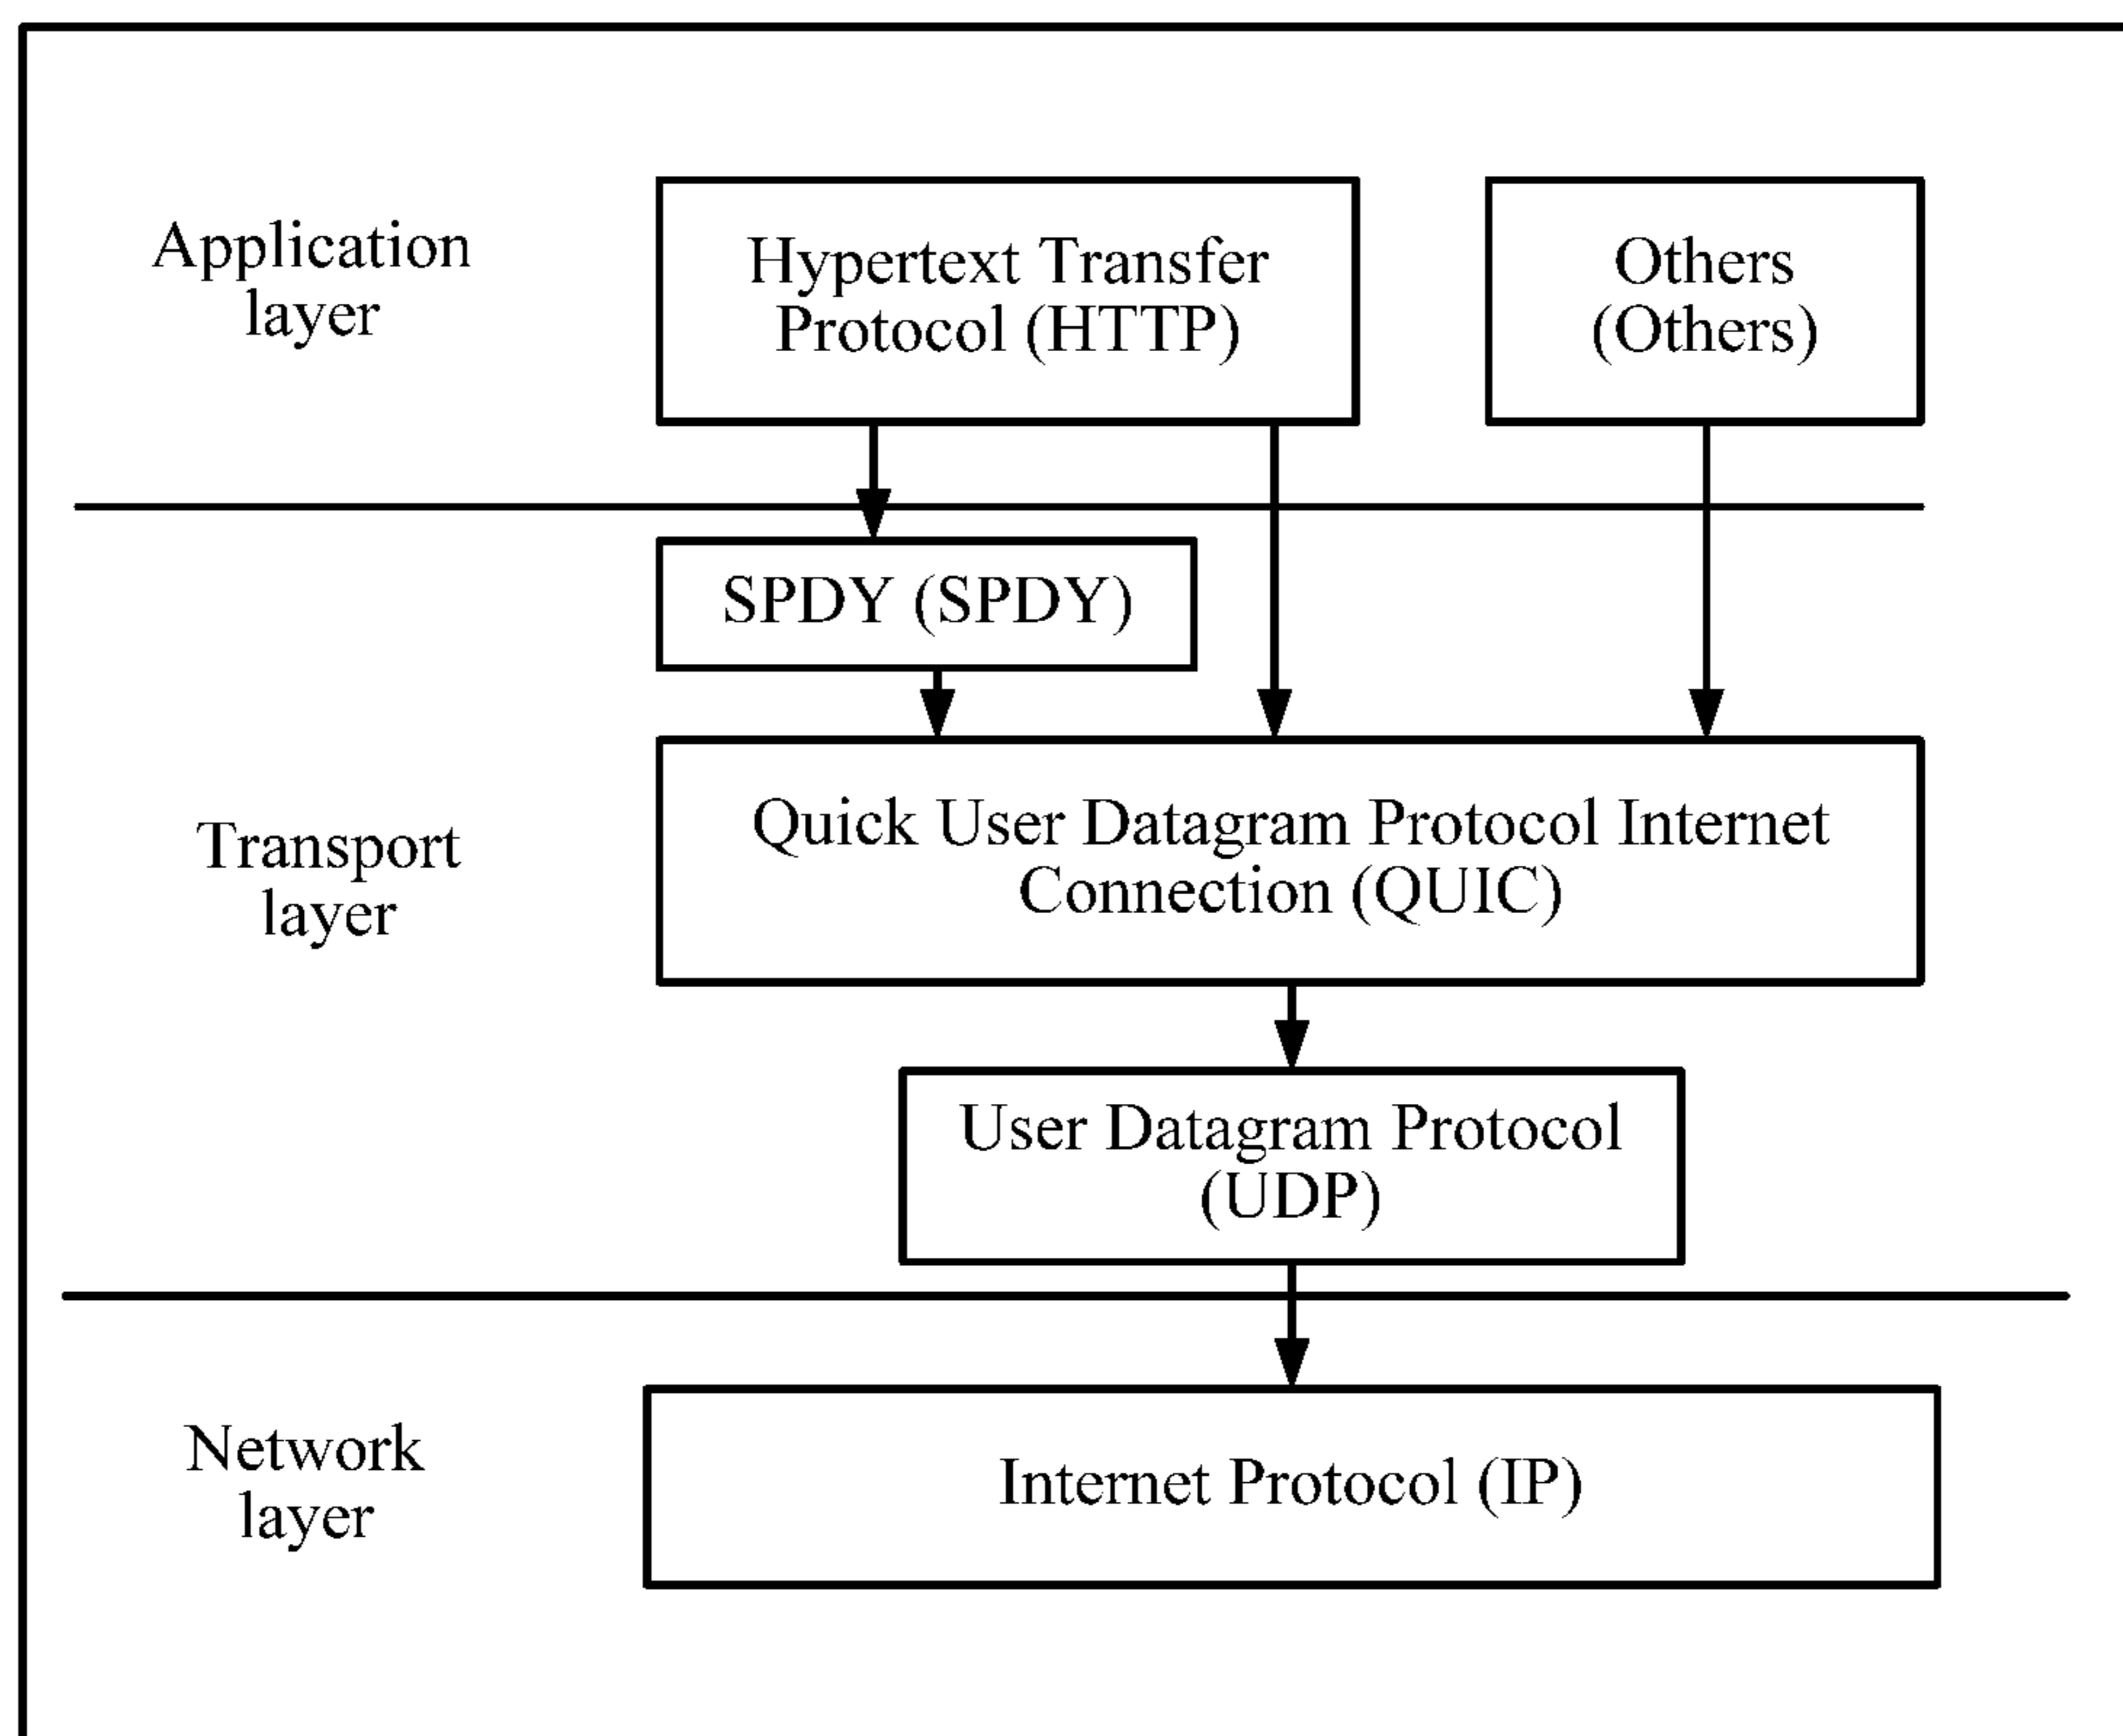 Application
layer
Hypertext Transfer
Protocol (HTTP)
Others
(Others)
SPDY (SPDY)
Transport
layer
Quick User Datagram Protocol Internet
Connection (QUIC)
User Datagram Protocol
(UDP)
Network
layer
Internet Protocol (IP)